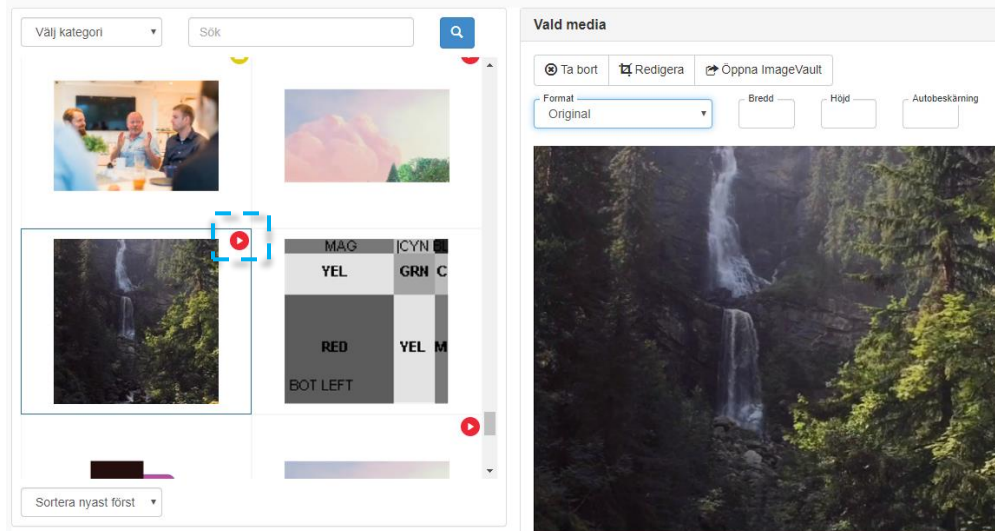 Välj kategori
Sök
Vald media
Ta bort
Redigera
Öppna ImageVault
Format
Original
Bredd
Höjd
Autobeskärning
MAG
CYN
YEL
GRN
C
RED
YEL
M
BOT LEFT
Sortera nyast först